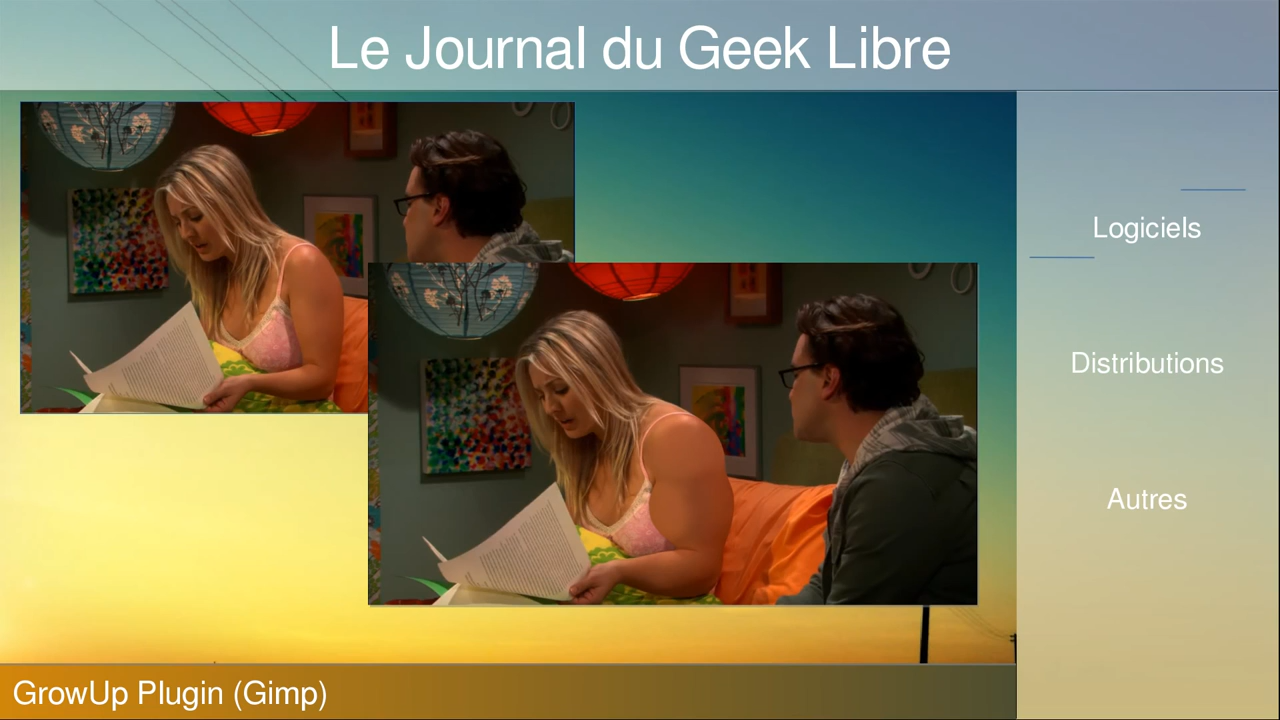 Le Journal du Geek Libre
Logiciels
Distributions
Autres
GrowUp Plugin (Gimp)